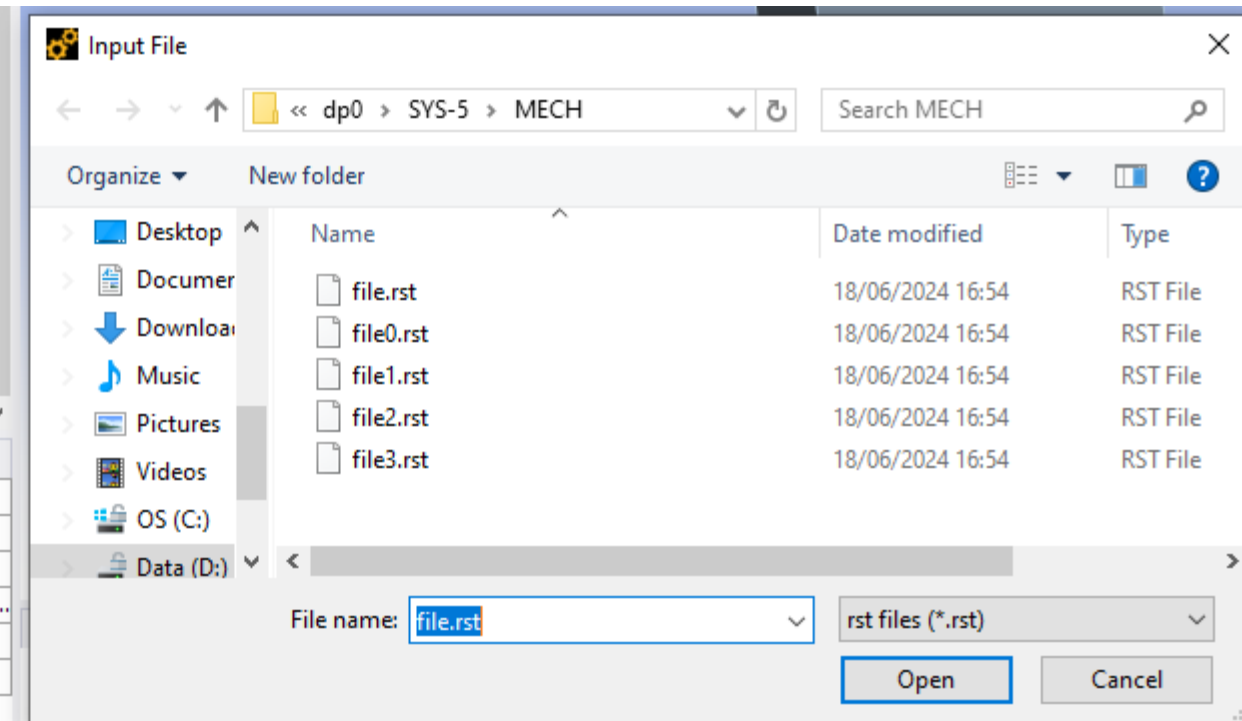 Input File
« dp0 > SYS-5 > MECH Search MECH
Organize New folder
Desktop Name Date modified Type
Documer file.rst 18/06/2024 16:54 RST File
Downloa file0.rst 18/06/2024 16:54 RST File
Music file1.rst 18/06/2024 16:54 RST File
Pictures file2.rst 18/06/2024 16:54 RST File
Videos file3.rst 18/06/2024 16:54 RST File
OS (C:)
Data (D:)
File name: file.rst rst files (*.rst)
Open Cancel